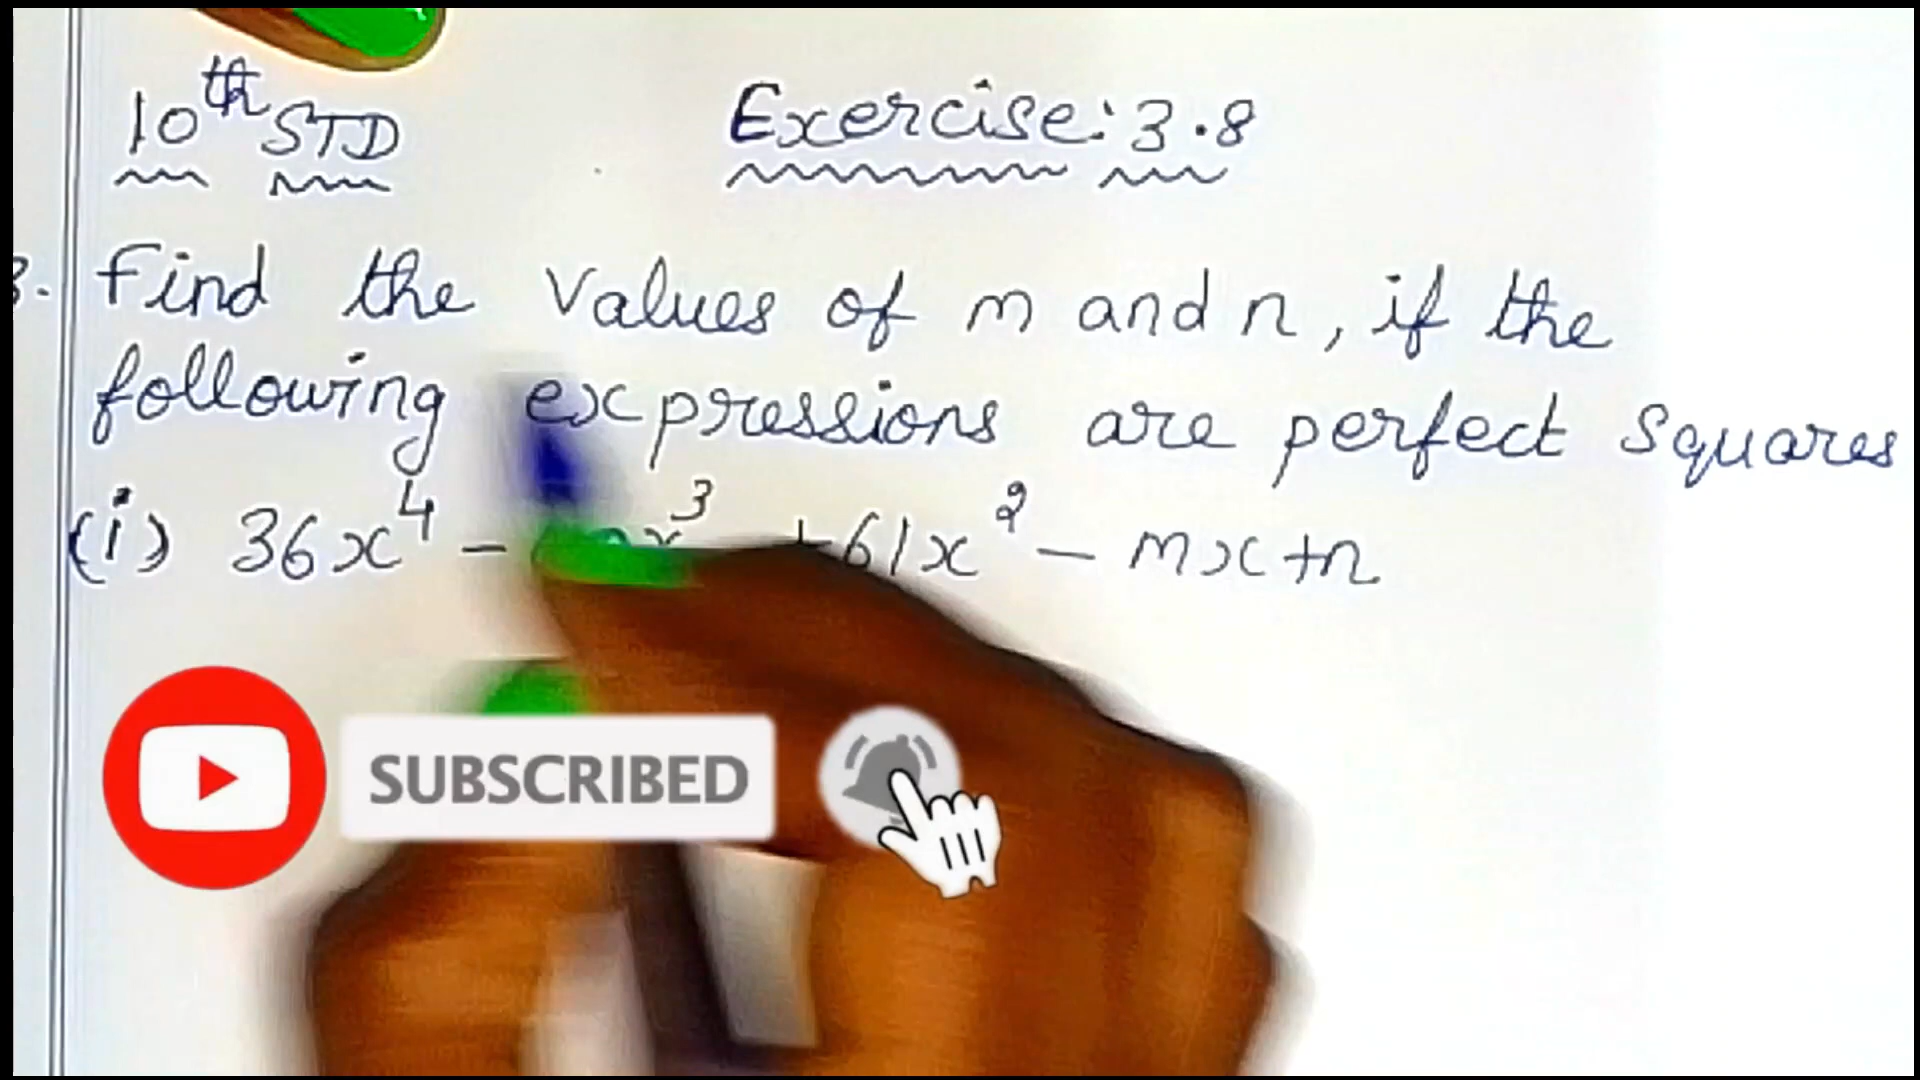 10th STD
Exercise: 3.8
3. Find the Values of m and n, if the
following expressions are perfect squares
(i) 36x⁴ - x³ + 61x² - mx + n
SUBSCRIBED